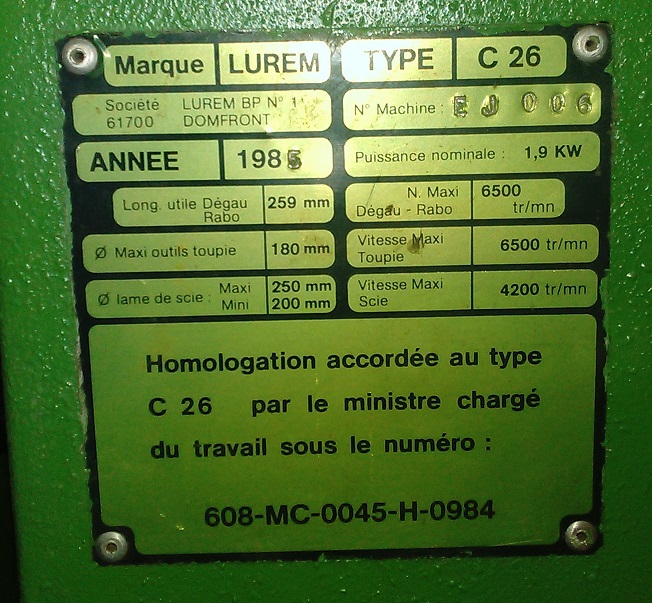 Marque LUREM TYPE C 26
Société LUREM BP N° 1
61700 DOMFRONT
N° Machine : EJ 006
ANNEE 1985
Puissance nominale : 1,9 KW
Long. utile Dégau
Rabo
259 mm
N. Maxi
Dégau - Rabo
6500
tr/mn
Ø Maxi outils toupie 180 mm
Vitesse Maxi
Toupie
6500 tr/mn
Ø lame de scie : Maxi 250 mm
Mini 200 mm
Vitesse Maxi
Scie
4200 tr/mn
Homologation accordée au type
C 26 par le ministre chargé
du travail sous le numéro :
608-MC-0045-H-0984